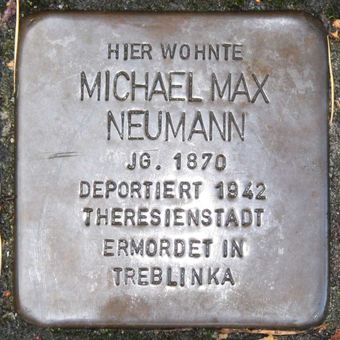 HIER WOHNTE
MICHAEL MAX
NEUMANN
JG. 1870
DEPORTIERT 1942
THERESIENSTADT
ERMORDET IN
TREBLINKA